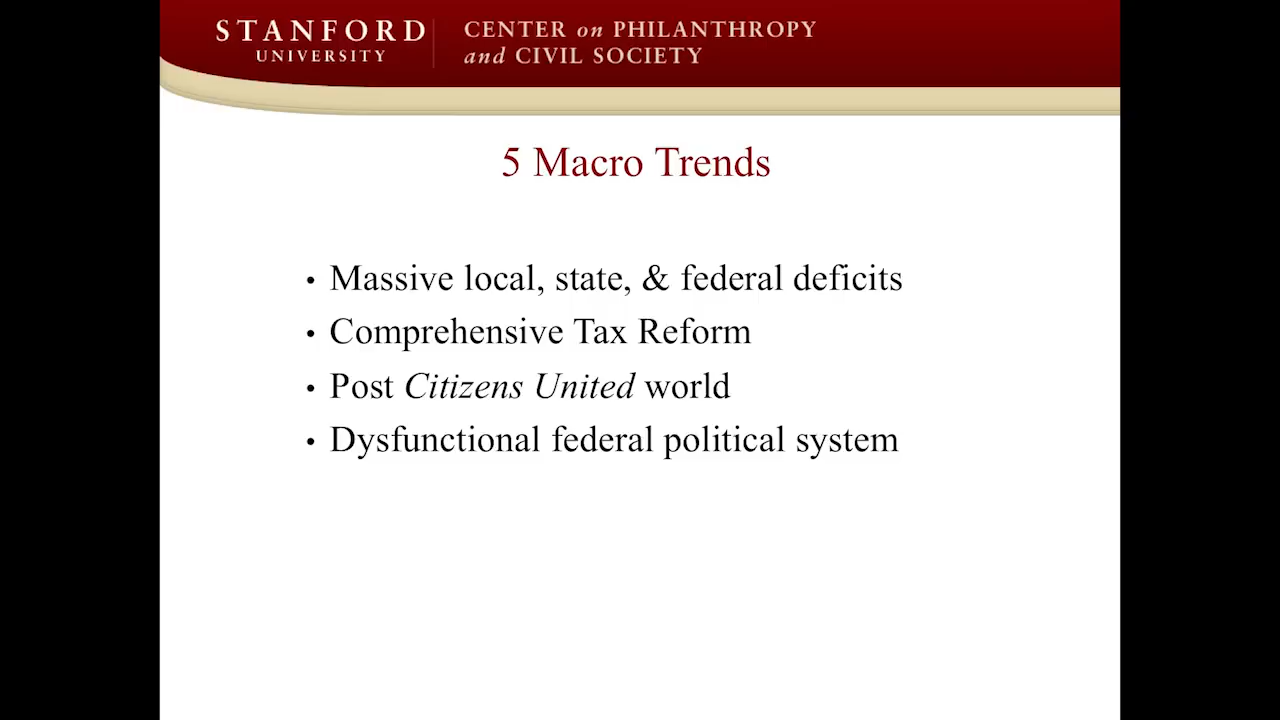 STANFORD
UNIVERSITY
CENTER on PHILANTHROPY
and CIVIL SOCIETY
5 Macro Trends
• Massive local, state, & federal deficits
• Comprehensive Tax Reform
• Post Citizens United world
• Dysfunctional federal political system